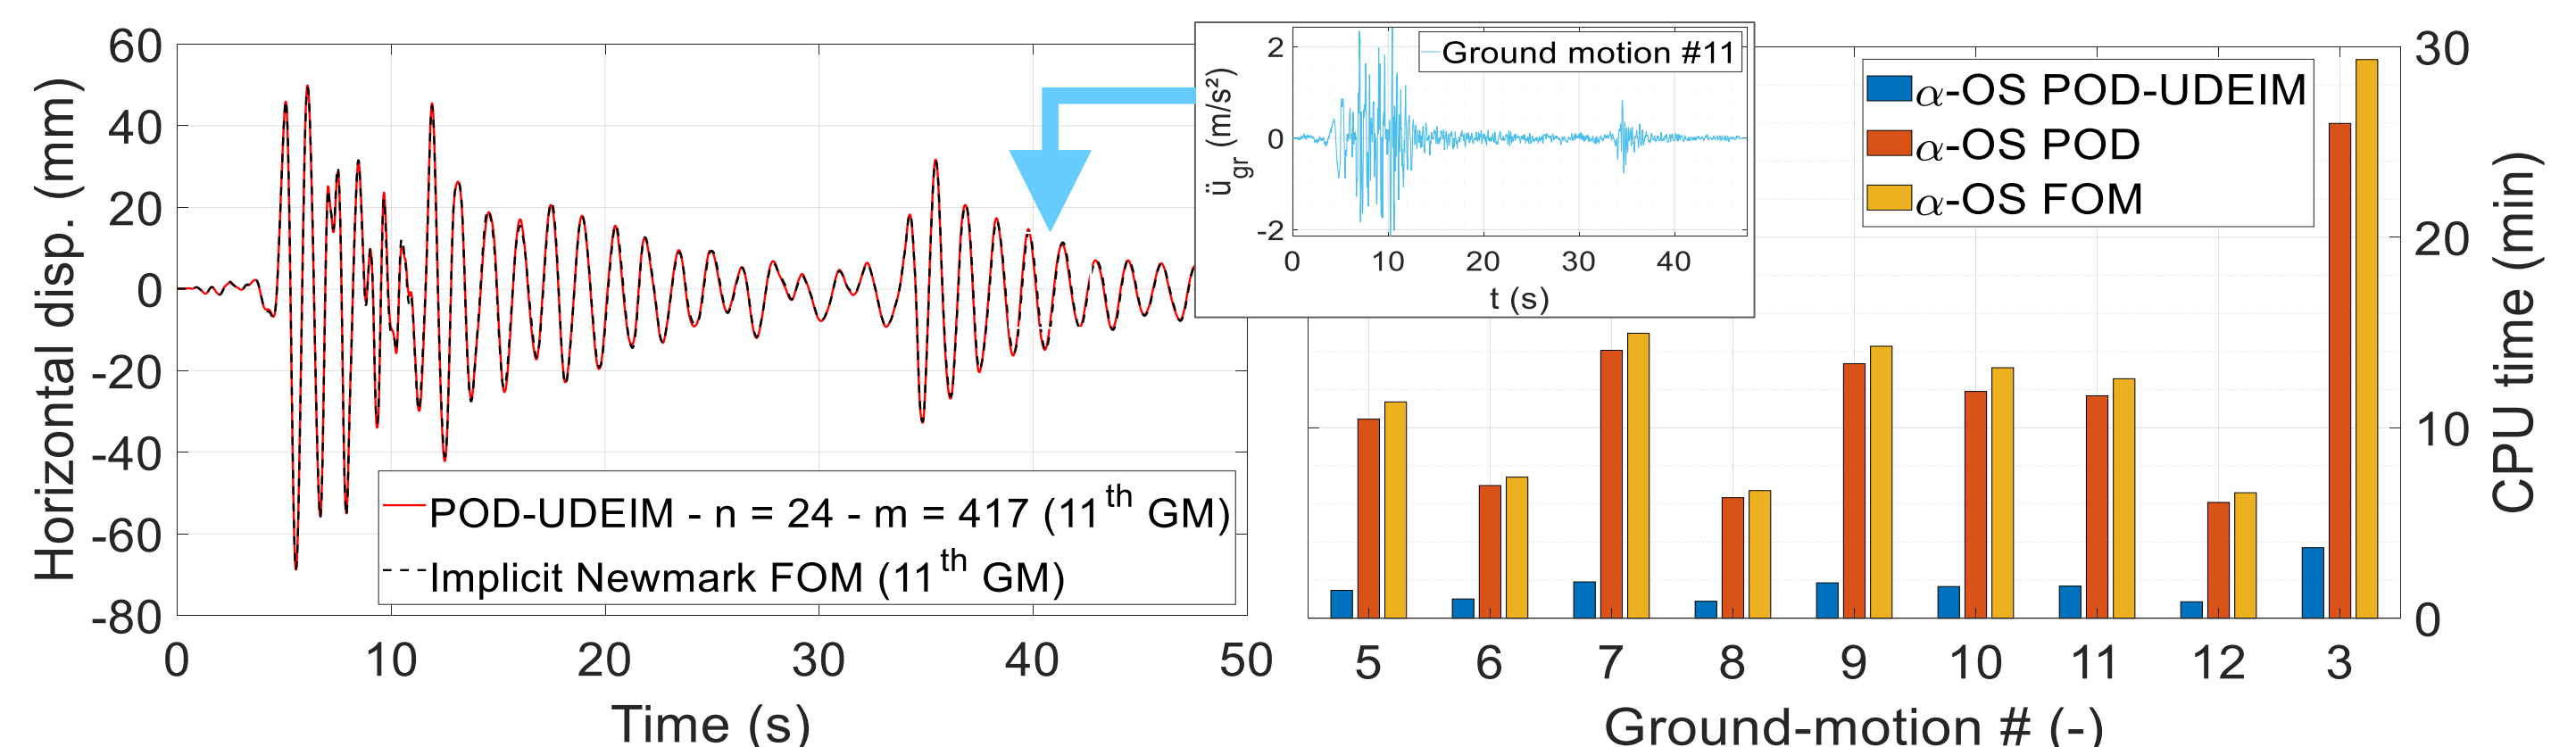 60
40
20
0
-20
-40
-60
-80
Horizontal disp. (mm)
0 10 20 30 40 50
Time (s)
POD-UDEIM - n = 24 - m = 417 (11th GM)
Implicit Newmark FOM (11th GM)
2
0
-2
ü_gr (m/s²)
Ground motion #11
0 10 20 30 40
t (s)
α-OS POD-UDEIM
α-OS POD
α-OS FOM
30
20
10
0
CPU time (min)
5 6 7 8 9 10 11 12 3
Ground-motion # (-)